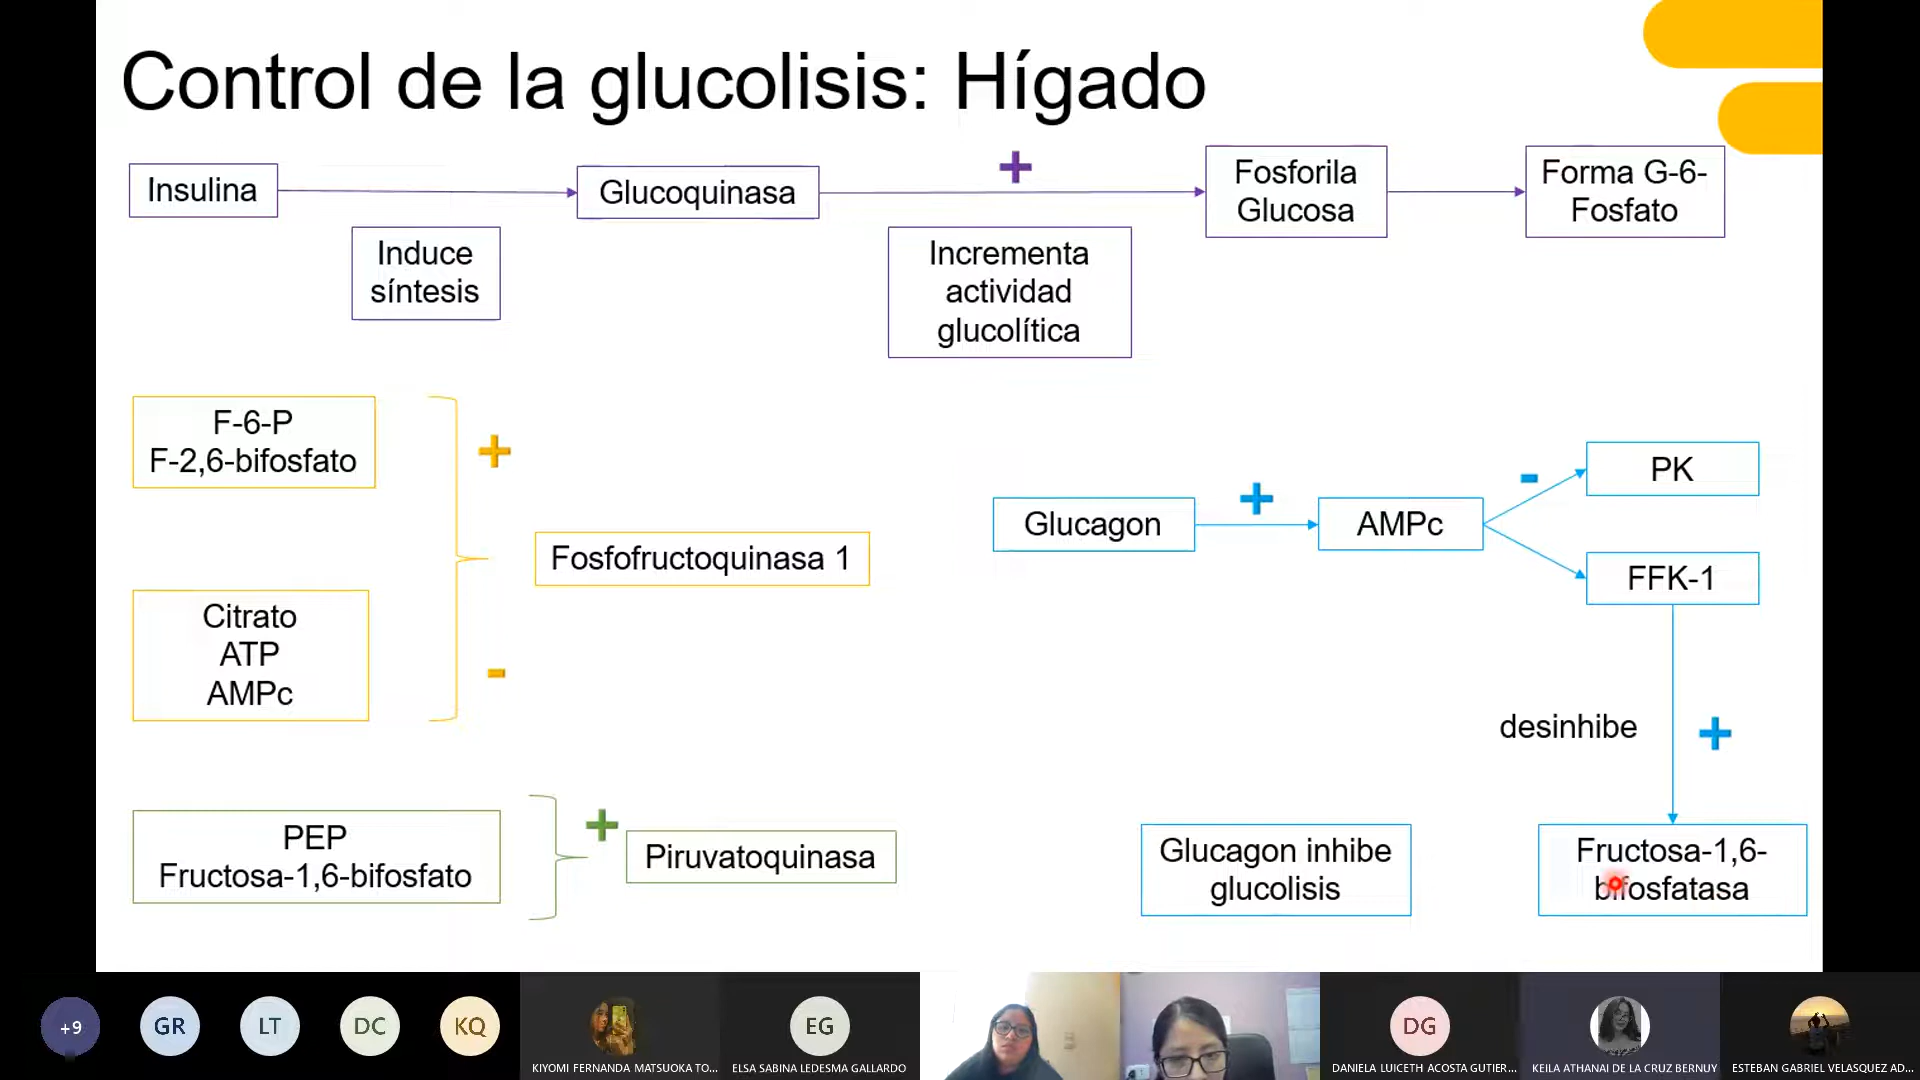 Control de la glucolisis: Hígado
Insulina
Glucoquinasa
+
Fosforila
Glucosa
Forma G-6-
Fosfato
Induce
síntesis
Incrementa
actividad
glucolítica
F-6-P
F-2,6-bifosfato
+
Citrato
ATP
AMPc
-
Fosfofructoquinasa 1
Glucagon
+
AMPc
-
PK
FFK-1
desinhibe
+
PEP
Fructosa-1,6-bifosfato
+
Piruvatoquinasa
Glucagon inhibe
glucolisis
Fructosa-1,6-
bifosfatasa
+9
GR
LT
DC
KQ
KIYOMI FERNANDA MATSUOKA TO...
EG
ELSA SABINA LEDESMA GALLARDO
DG
DANIELA LUICETH ACOSTA GUTIER...
KEILA ATHANAI DE LA CRUZ BERNUY
ESTEBAN GABRIEL VELASQUEZ AD...